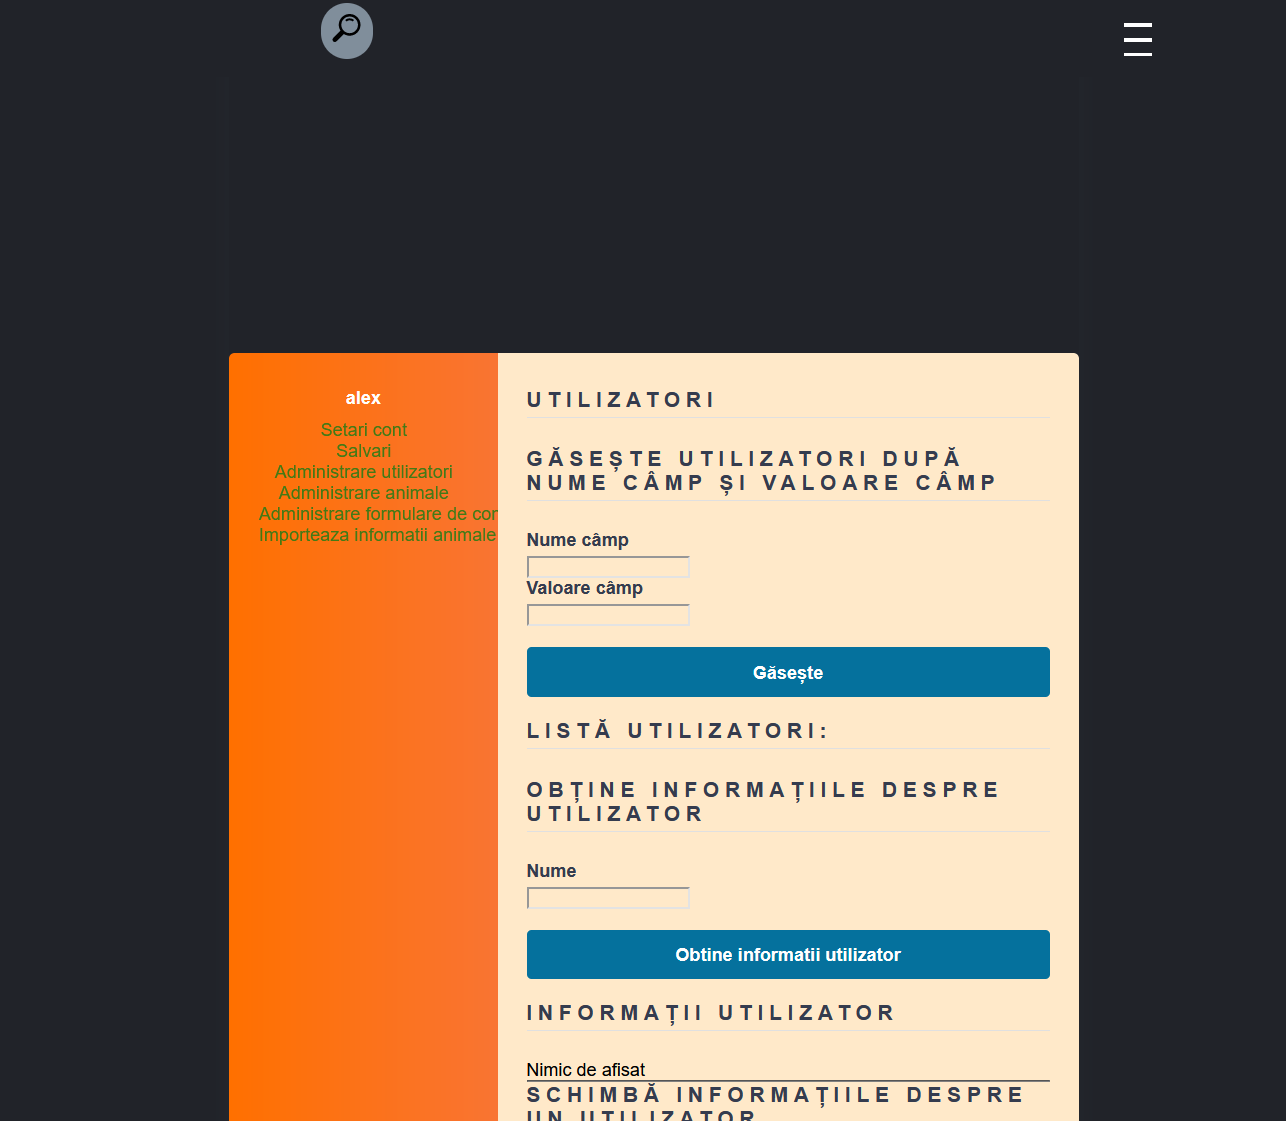 alex
Setari cont
Salvari
Administrare utilizatori
Administrare animale
Administrare formulare de con
Importeaza informatii animale
UTILIZATORI
GĂSEȘTE UTILIZATORI DUPĂ
NUME CÂMP ȘI VALOARE CÂMP
Nume câmp
Valoare câmp
Găsește
LISTĂ UTILIZATORI:
OBȚINE INFORMAȚIILE DESPRE
UTILIZATOR
Nume
Obtine informatii utilizator
INFORMAȚII UTILIZATOR
Nimic de afisat
SCHIMBĂ INFORMAȚIILE DESPRE
UN UTILIZATOR